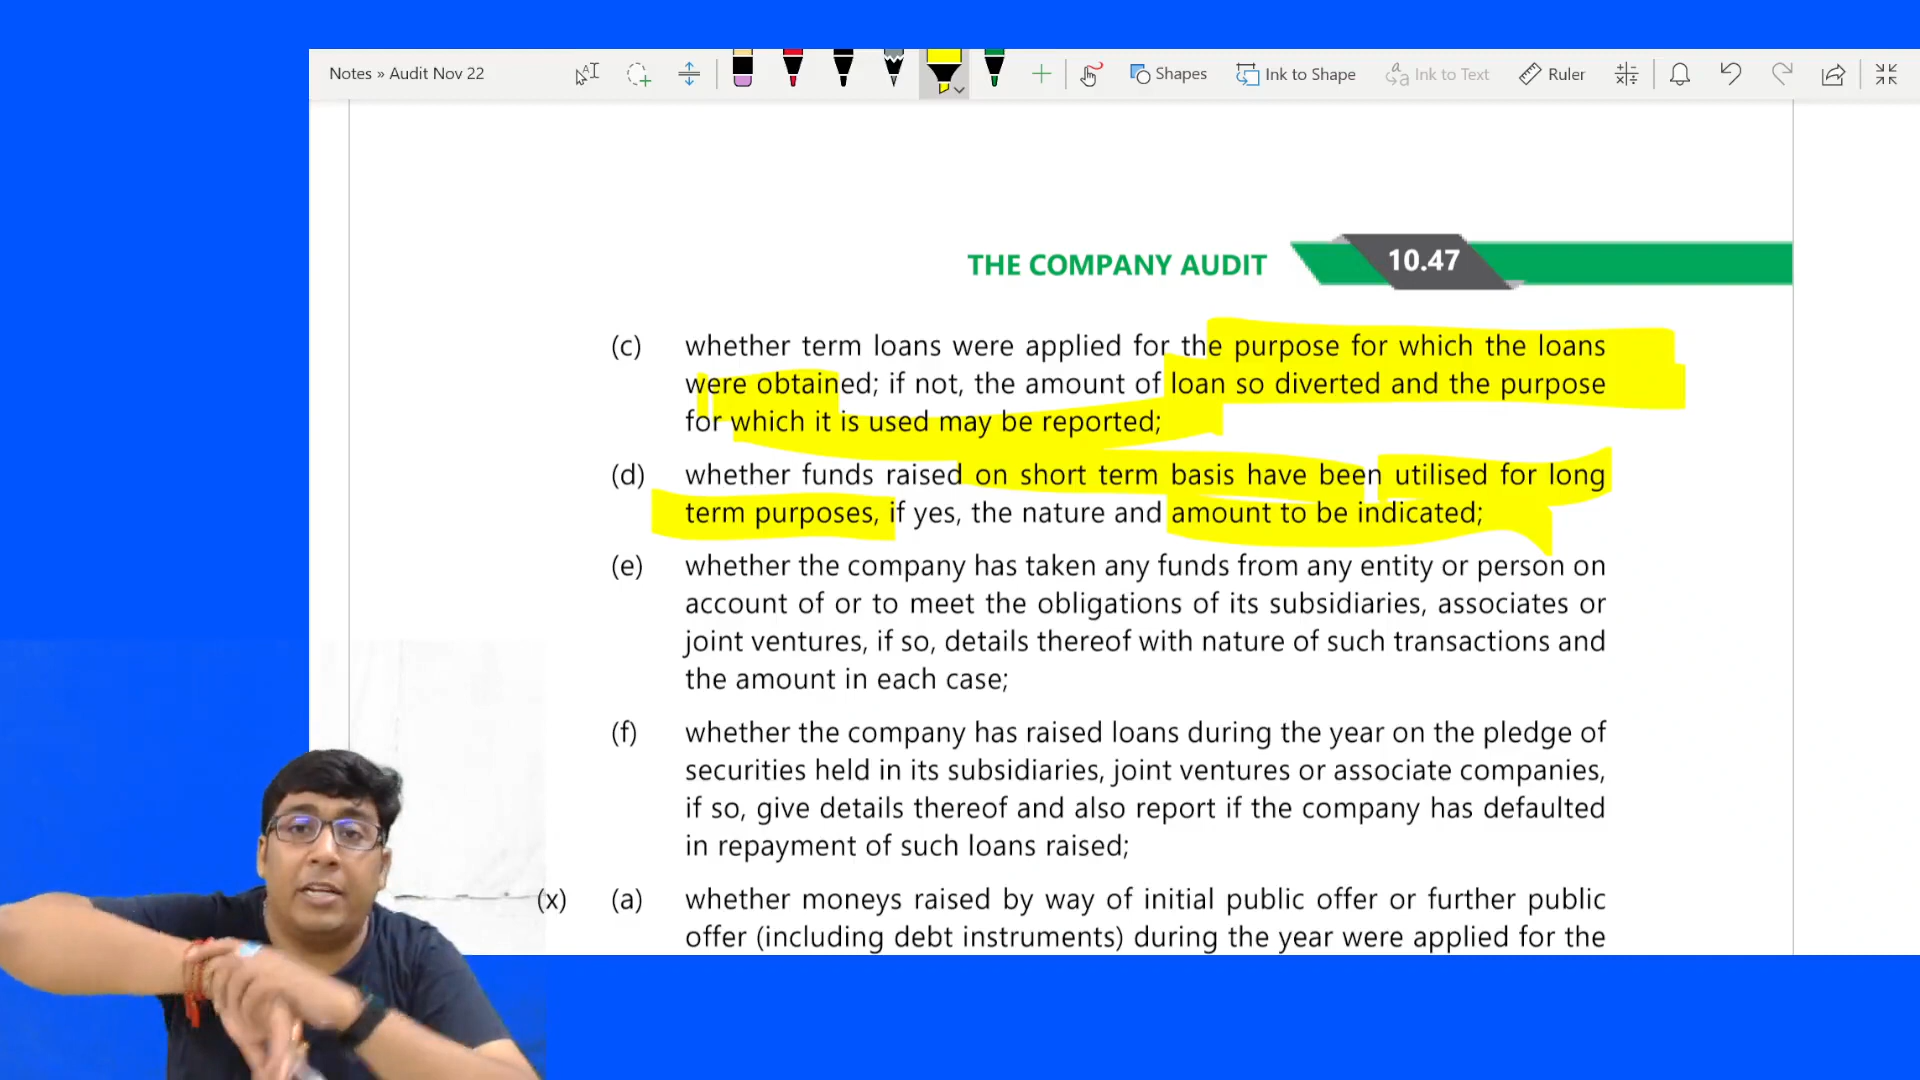 Notes » Audit Nov 22
Shapes
Ink to Shape
Ink to Text
Ruler
THE COMPANY AUDIT 10.47
(c) whether term loans were applied for the purpose for which the loans
were obtained; if not, the amount of loan so diverted and the purpose
for which it is used may be reported;
(d) whether funds raised on short term basis have been utilised for long
term purposes, if yes, the nature and amount to be indicated;
(e) whether the company has taken any funds from any entity or person on
account of or to meet the obligations of its subsidiaries, associates or
joint ventures, if so, details thereof with nature of such transactions and
the amount in each case;
(f) whether the company has raised loans during the year on the pledge of
securities held in its subsidiaries, joint ventures or associate companies,
if so, give details thereof and also report if the company has defaulted
in repayment of such loans raised;
(x) (a) whether moneys raised by way of initial public offer or further public
offer (including debt instruments) during the year were applied for the